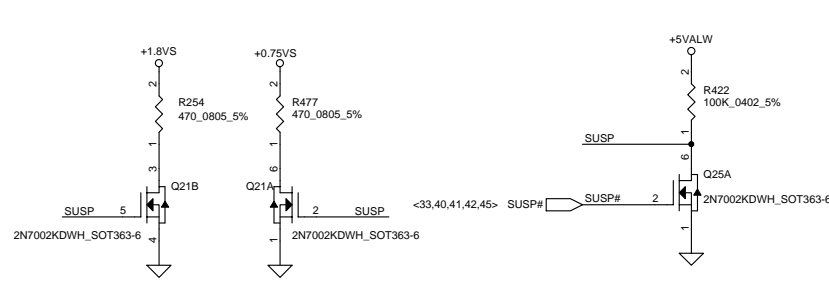 +1.8VS
2
R254
470_0805_5%
1
3
Q21B
SUSP
5
2N7002KDWH_SOT363-6
4
+0.75VS
2
R477
470_0805_5%
1
6
Q21A
2
SUSP
1
2N7002KDWH_SOT363-6
+5VALW
2
R422
100K_0402_5%
1
SUSP
6
Q25A
<33,40,41,42,45> SUSP#
SUSP#
2
2N7002KDWH_SOT363-6
1